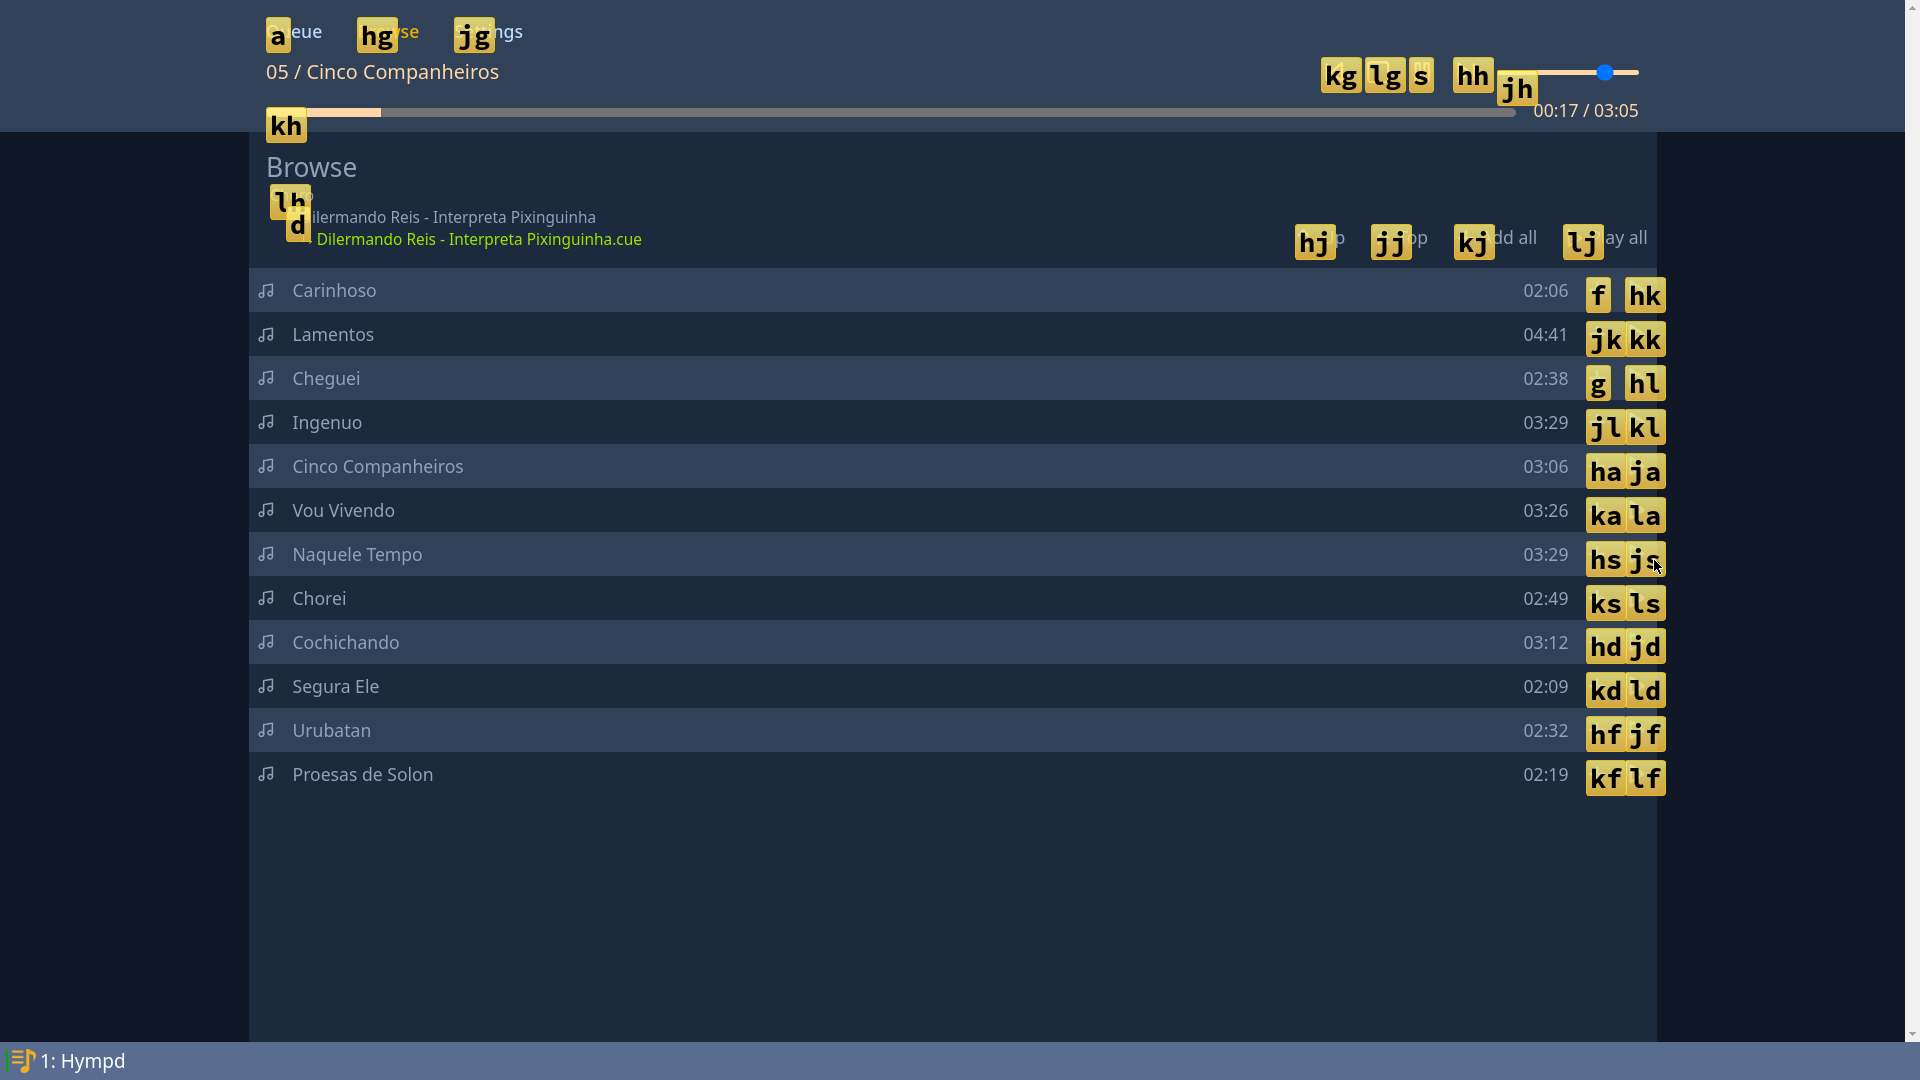 a eue hg se jg ngs
05 / Cinco Companheiros
kg lg s hh jh
kh
00:17 / 03:05
Browse
lh
d ilermando Reis - Interpreta Pixinguinha
Dilermando Reis - Interpreta Pixinguinha.cue
hj p jj op kj dd all lj ay all
Carinhoso 02:06 f hk
Lamentos 04:41 jk kk
Cheguei 02:38 g hl
Ingenuo 03:29 jl kl
Cinco Companheiros 03:06 ha ja
Vou Vivendo 03:26 ka la
Naquele Tempo 03:29 hs js
Chorei 02:49 ks ls
Cochichando 03:12 hd jd
Segura Ele 02:09 kd ld
Urubatan 02:32 hf jf
Proesas de Solon 02:19 kf lf
1: Hympd